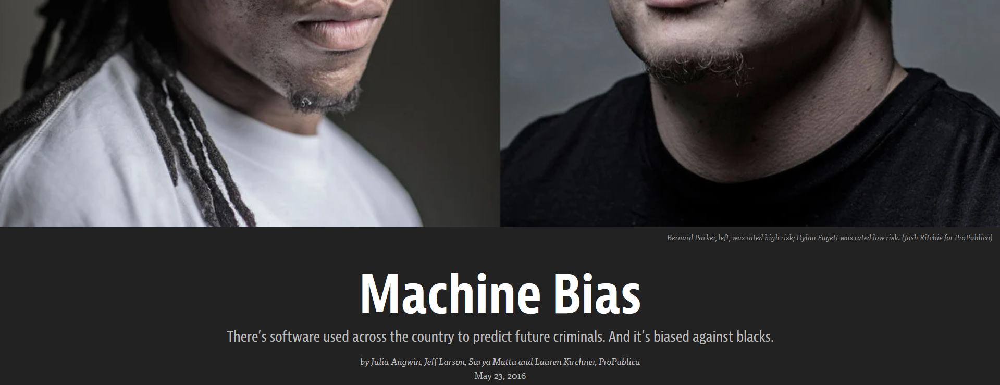 Bernard Parker, left, was rated high risk; Dylan Fugett was rated low risk. (Josh Ritchie for ProPublica)
Machine Bias
There’s software used across the country to predict future criminals. And it’s biased against blacks.
by Julia Angwin, Jeff Larson, Surya Mattu and Lauren Kirchner, ProPublica
May 23, 2016